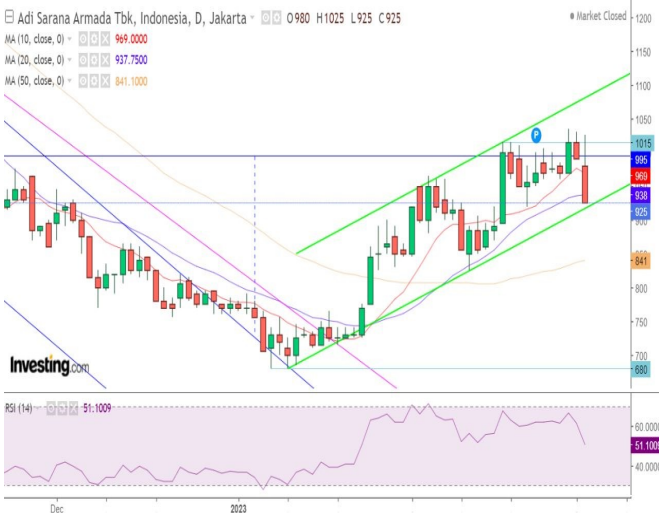 Adi Sarana Armada Tbk, Indonesia, D, Jakarta O980 H1025 L925 C925
Market Closed
MA (10, close, 0) 969.0000
MA (20, close, 0) 937.7500
MA (50, close, 0) 841.1000
1200
1150
1100
1050
1015
995
969
938
925
900
841
800
750
700
680
P
Investing.com
RSI (14) 51.1009
60.0000
51.1009
40.0000
Dec
2023